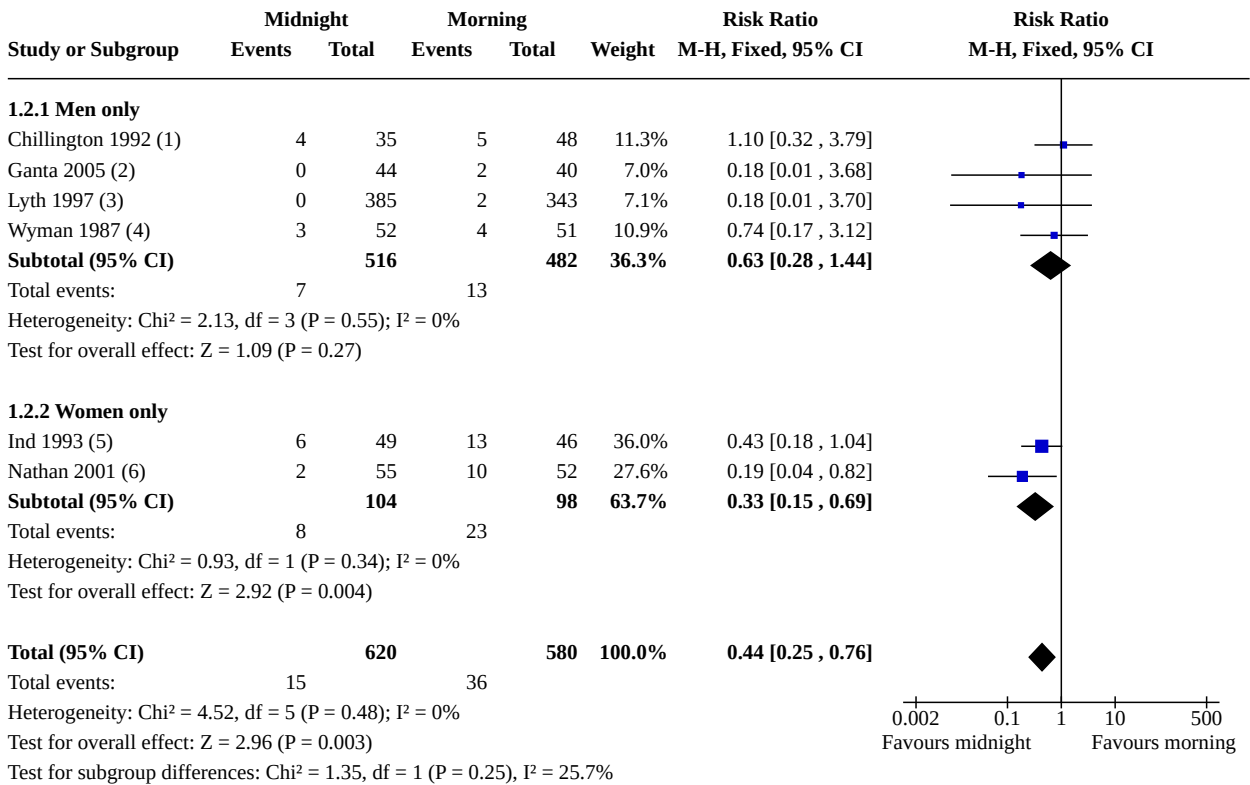 Midnight Morning Risk Ratio Risk Ratio
Study or Subgroup Events Total Events Total Weight M-H, Fixed, 95% CI M-H, Fixed, 95% CI
1.2.1 Men only
Chillington 1992 (1) 4 35 5 48 11.3% 1.10 [0.32 , 3.79]
Ganta 2005 (2) 0 44 2 40 7.0% 0.18 [0.01 , 3.68]
Lyth 1997 (3) 0 385 2 343 7.1% 0.18 [0.01 , 3.70]
Wyman 1987 (4) 3 52 4 51 10.9% 0.74 [0.17 , 3.12]
Subtotal (95% CI) 516 482 36.3% 0.63 [0.28 , 1.44]
Total events: 7 13
Heterogeneity: Chi² = 2.13, df = 3 (P = 0.55); I² = 0%
Test for overall effect: Z = 1.09 (P = 0.27)
1.2.2 Women only
Ind 1993 (5) 6 49 13 46 36.0% 0.43 [0.18 , 1.04]
Nathan 2001 (6) 2 55 10 52 27.6% 0.19 [0.04 , 0.82]
Subtotal (95% CI) 104 98 63.7% 0.33 [0.15 , 0.69]
Total events: 8 23
Heterogeneity: Chi² = 0.93, df = 1 (P = 0.34); I² = 0%
Test for overall effect: Z = 2.92 (P = 0.004)
Total (95% CI) 620 580 100.0% 0.44 [0.25 , 0.76]
Total events: 15 36
Heterogeneity: Chi² = 4.52, df = 5 (P = 0.48); I² = 0%
0.002 0.1 1 10 500
Test for overall effect: Z = 2.96 (P = 0.003)
Favours midnight Favours morning
Test for subgroup differences: Chi² = 1.35, df = 1 (P = 0.25), I² = 25.7%